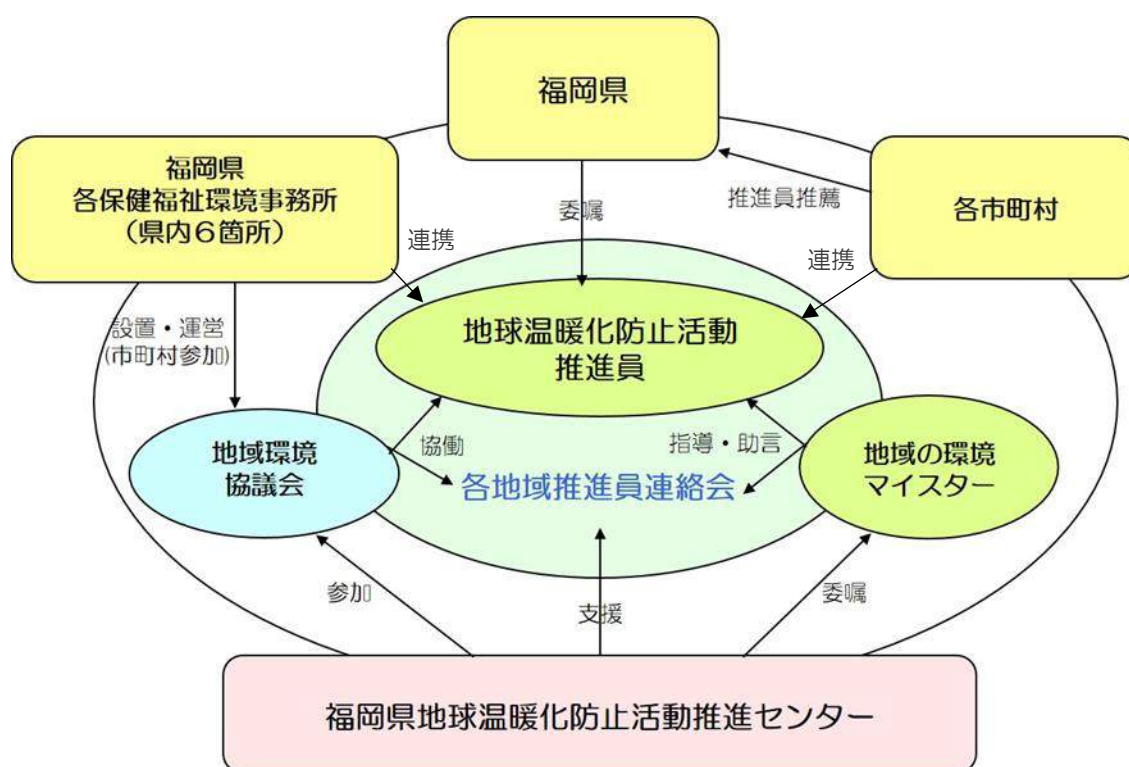 福岡県
福岡県
各保健福祉環境事務所
(県内6箇所)
各市町村
委嘱
推進員推薦
連携
連携
設置・運営
(市町村参加)
地球温暖化防止活動
推進員
地域環境
協議会
協働
指導・助言
地域の環境
マイスター
各地域推進員連絡会
参加
支援
委嘱
福岡県地球温暖化防止活動推進センター